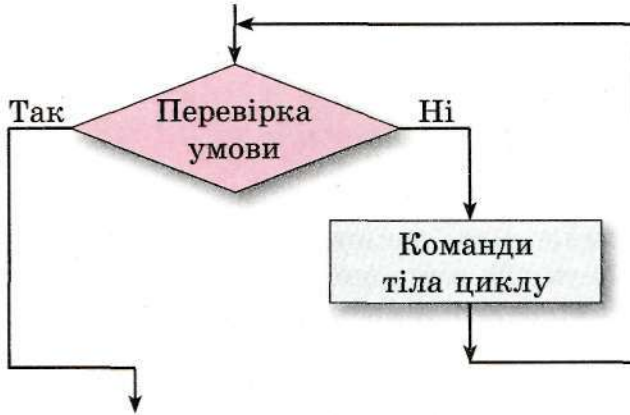 Так
Перевірка
умови
Ні
Команди
тіла циклу